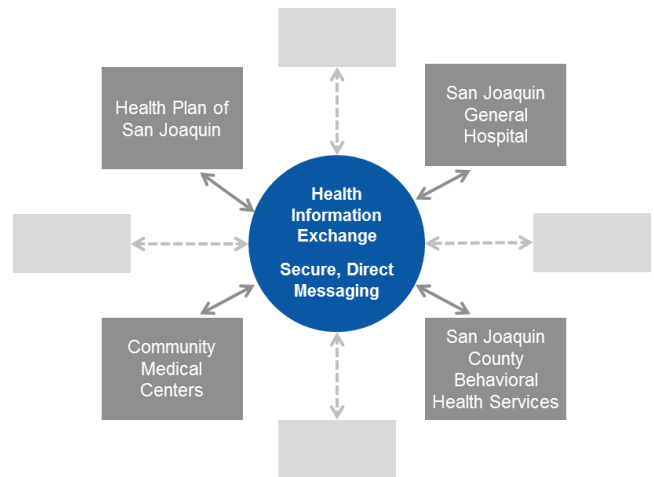 Health Plan of
San Joaquin
San Joaquin
General
Hospital
Health
Information
Exchange
Secure, Direct
Messaging
Community
Medical
Centers
San Joaquin
County
Behavioral
Health Services